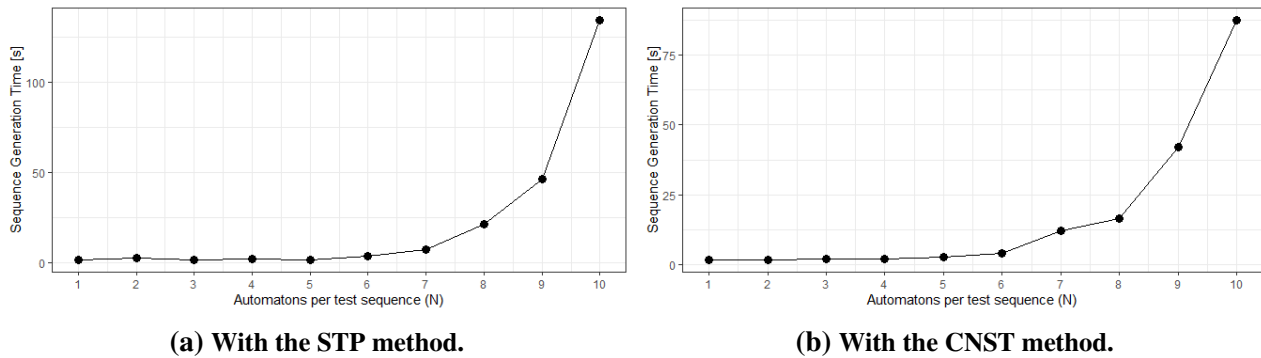 Sequence Generation Time [s]
100
50
0
1 2 3 4 5 6 7 8 9 10
Automatons per test sequence (N)
(a) With the STP method.
Sequence Generation Time [s]
75
50
25
0
1 2 3 4 5 6 7 8 9 10
Automatons per test sequence (N)
(b) With the CNST method.